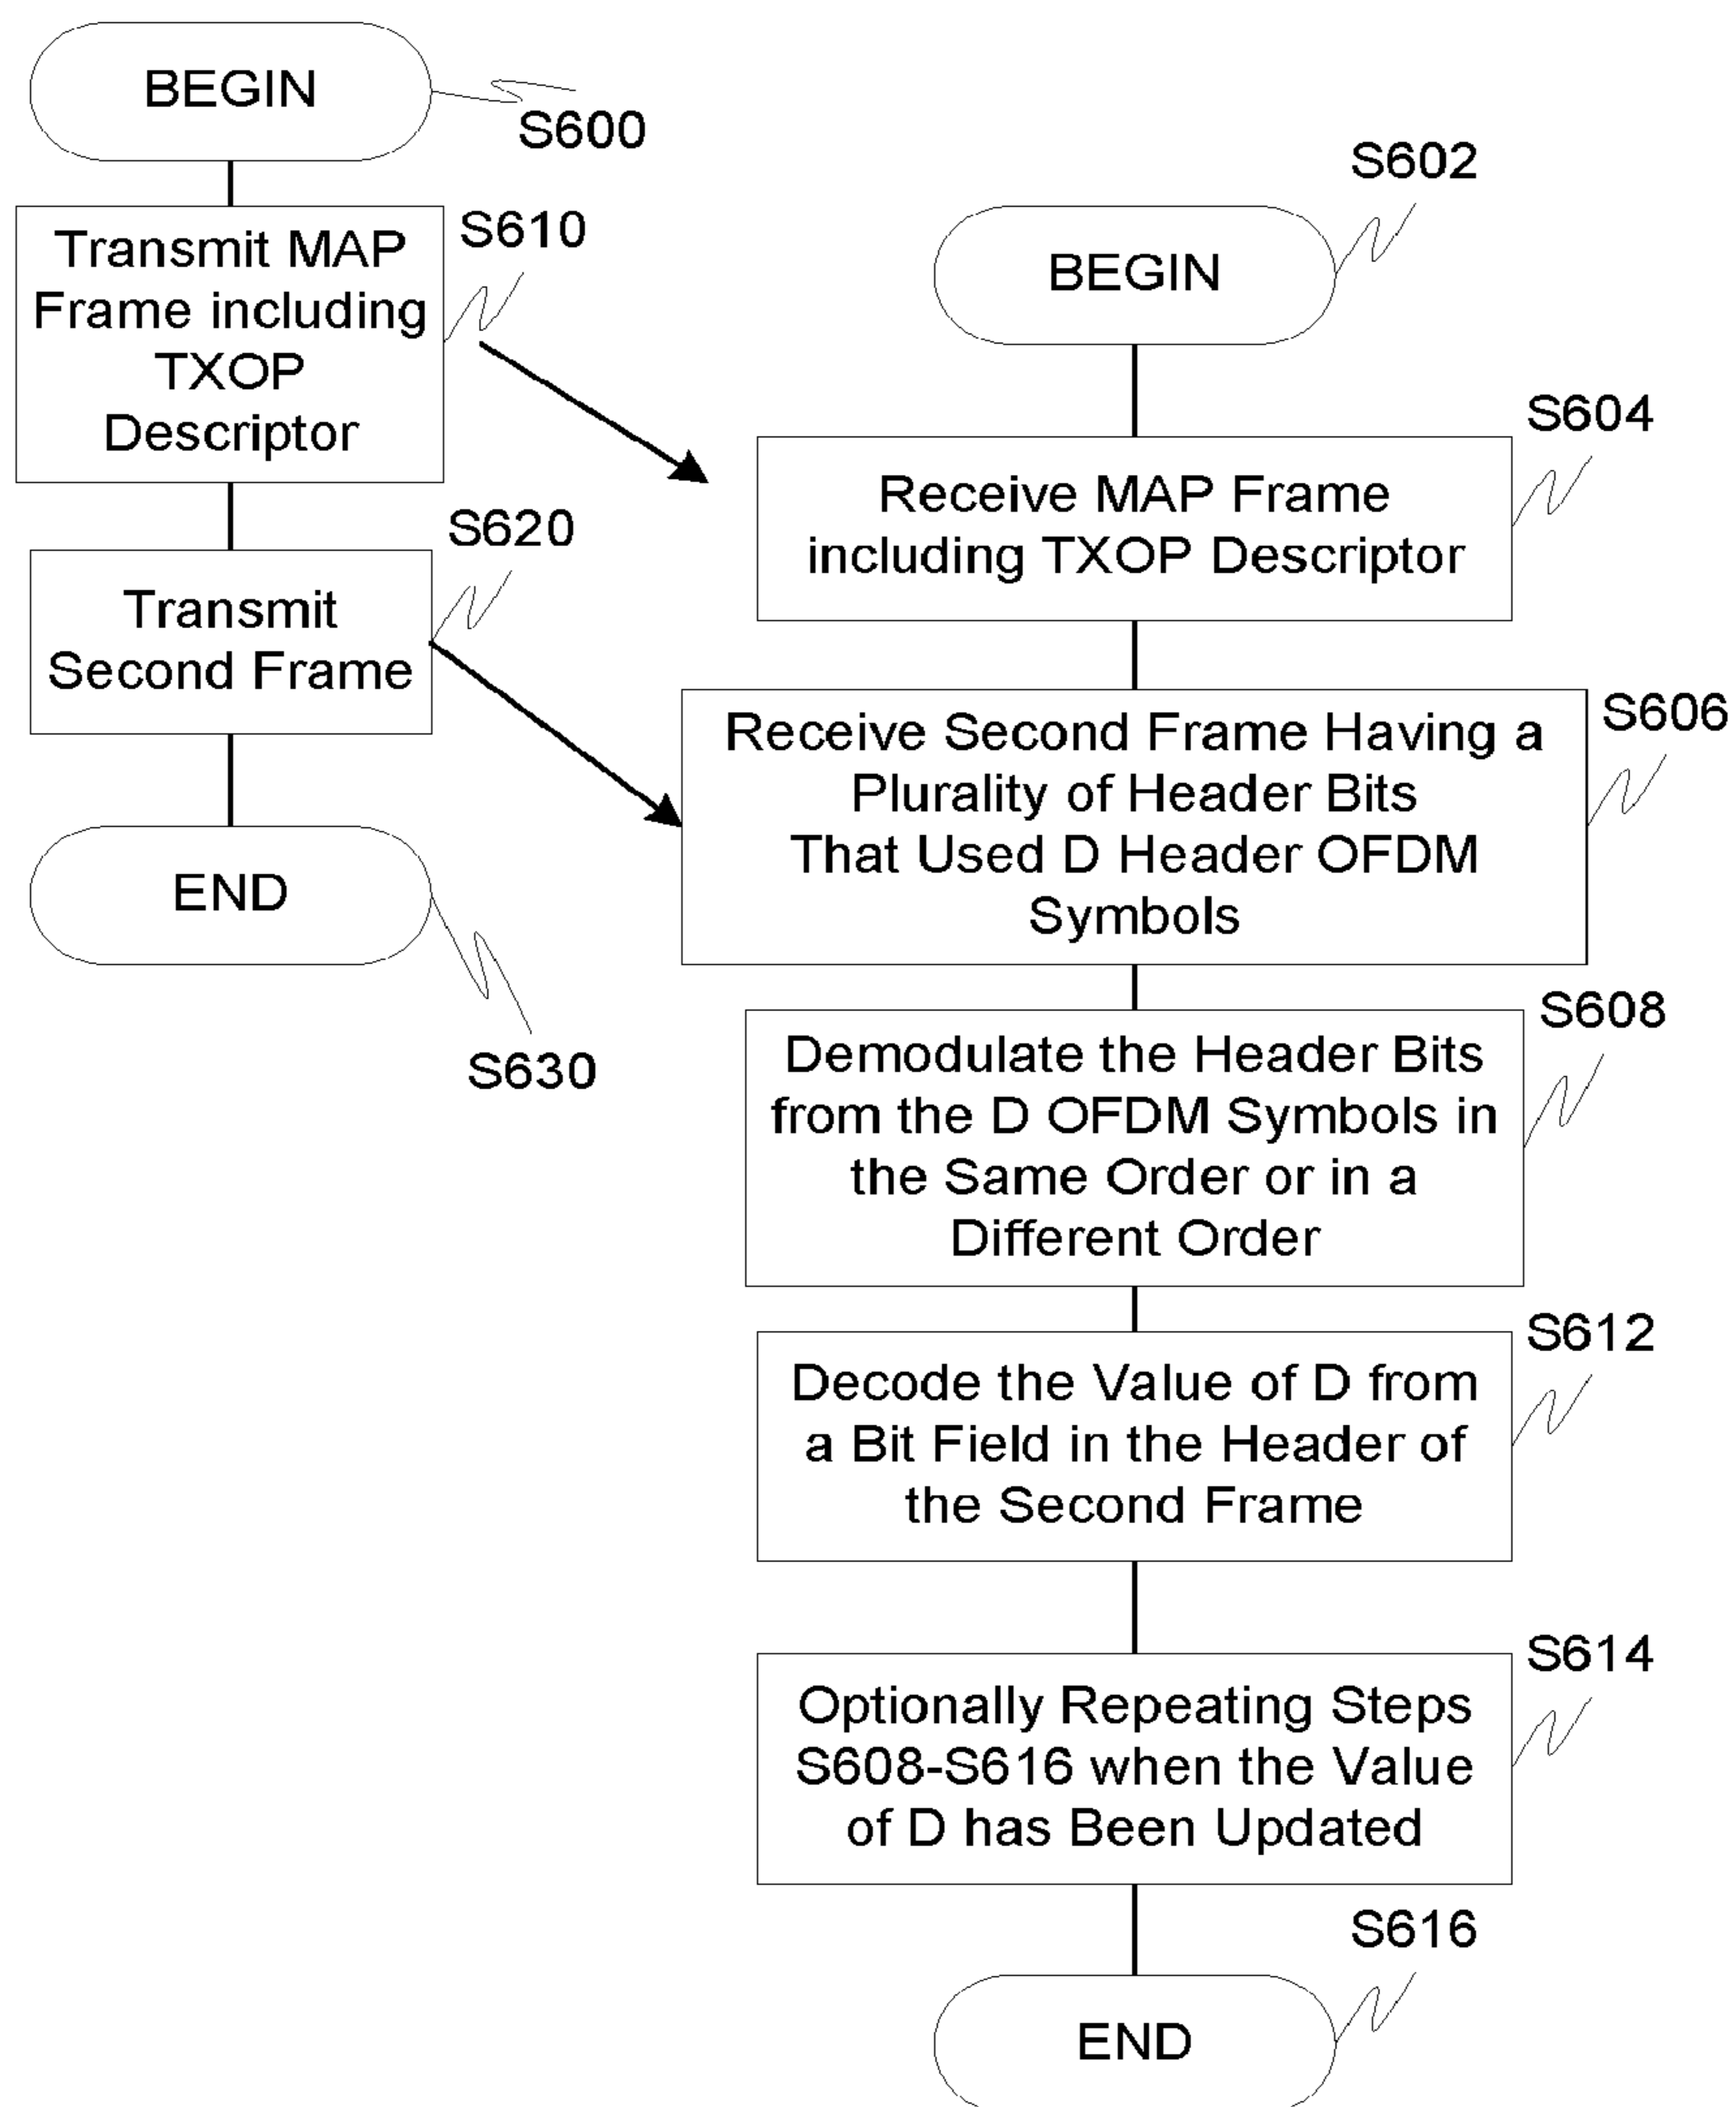 BEGIN
S600
Transmit MAP
Frame including
TXOP
Descriptor
S610
Transmit
Second Frame
S620
END
S630
BEGIN
S602
Receive MAP Frame
including TXOP Descriptor
S604
Receive Second Frame Having a
Plurality of Header Bits
That Used D Header OFDM
Symbols
S606
Demodulate the Header Bits
from the D OFDM Symbols in
the Same Order or in a
Different Order
S608
Decode the Value of D from
a Bit Field in the Header of
the Second Frame
S612
Optionally Repeating Steps
S608-S616 when the Value
of D has Been Updated
S614
END
S616